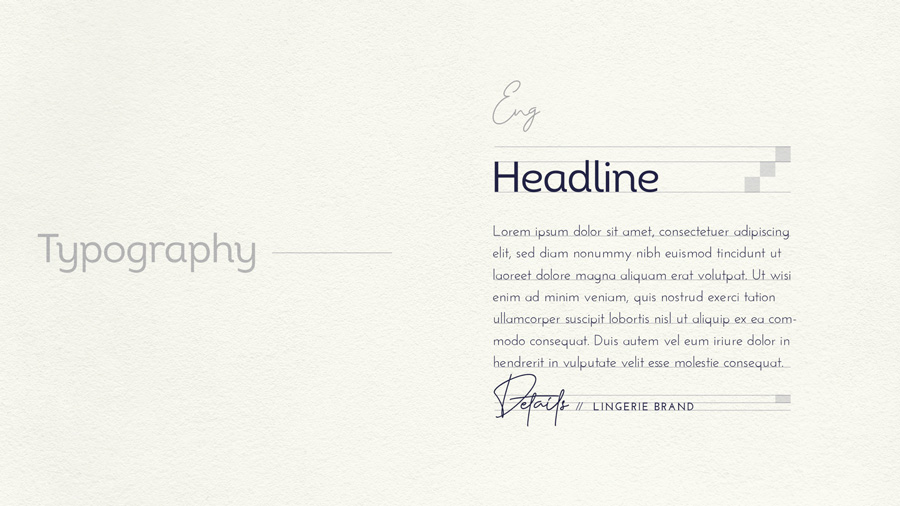 Typography
Eng
Headline
Lorem ipsum dolor sit amet, consectetuer adipiscing
elit, sed diam nonummy nibh euismod tincidunt ut
laoreet dolore magna aliquam erat volutpat. Ut wisi
enim ad minim veniam, quis nostrud exerci tation
ullamcorper suscipit lobortis nisl ut aliquip ex ea com-
modo consequat. Duis autem vel eum iriure dolor in
hendrerit in vulputate velit esse molestie consequat.
Details // LINGERIE BRAND